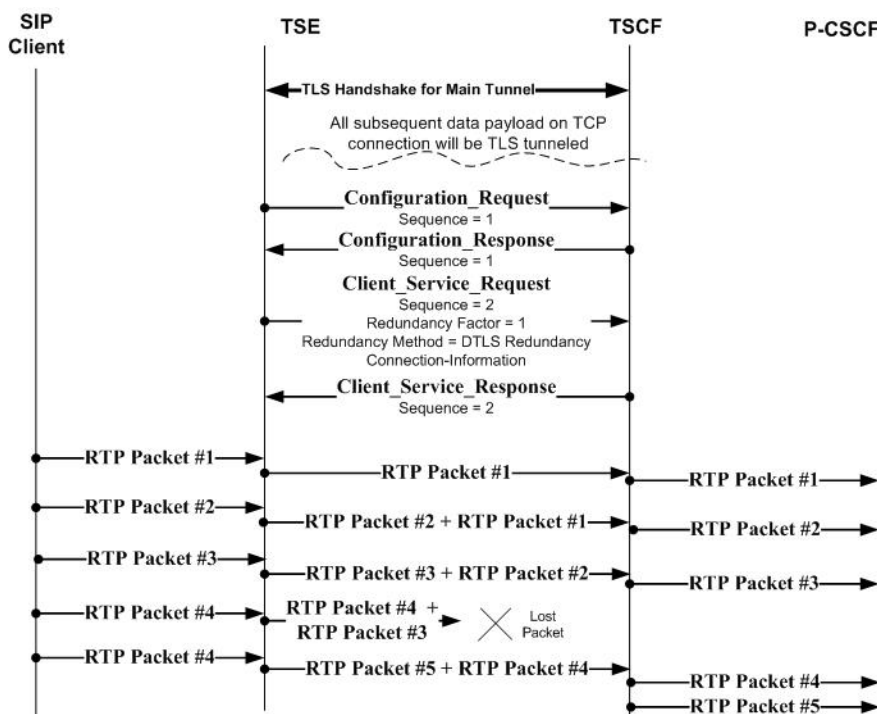 SIP
Client
TSE
TSCF
P-CSCF
TLS Handshake for Main Tunnel
All subsequent data payload on TCP
connection will be TLS tunneled
Configuration_Request
Sequence = 1
Configuration_Response
Sequence = 1
Client_Service_Request
Sequence = 2
Redundancy Factor = 1
Redundancy Method = DTLS Redundancy
Connection-Information
Client_Service_Response
Sequence = 2
RTP Packet #1
RTP Packet #1
RTP Packet #1
RTP Packet #2
RTP Packet #2 + RTP Packet #1
RTP Packet #2
RTP Packet #3
RTP Packet #3 + RTP Packet #2
RTP Packet #3
RTP Packet #4
RTP Packet #4 +
RTP Packet #3
Lost
Packet
RTP Packet #4
RTP Packet #5 + RTP Packet #4
RTP Packet #4
RTP Packet #5